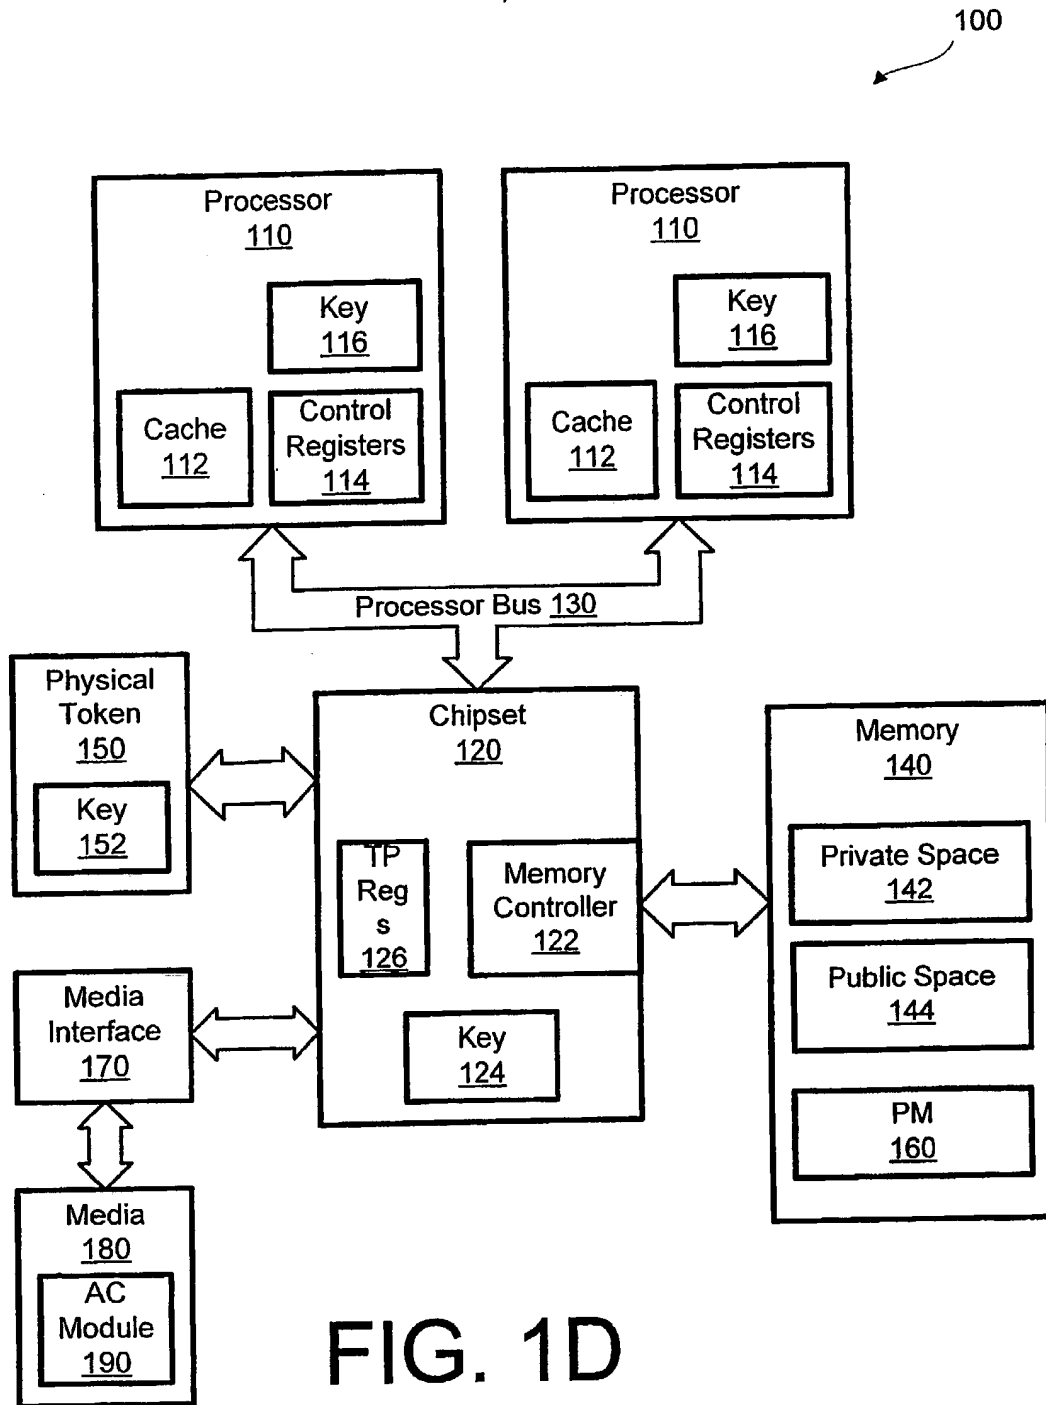 100
Processor
110
Key
116
Cache
112
Control
Registers
114
Processor
110
Key
116
Cache
112
Control
Registers
114
Processor Bus 130
Physical
Token
150
Key
152
Chipset
120
TP
Reg
s
126
Memory
Controller
122
Key
124
Memory
140
Private Space
142
Public Space
144
PM
160
Media
Interface
170
Media
180
AC
Module
190
FIG. 1D